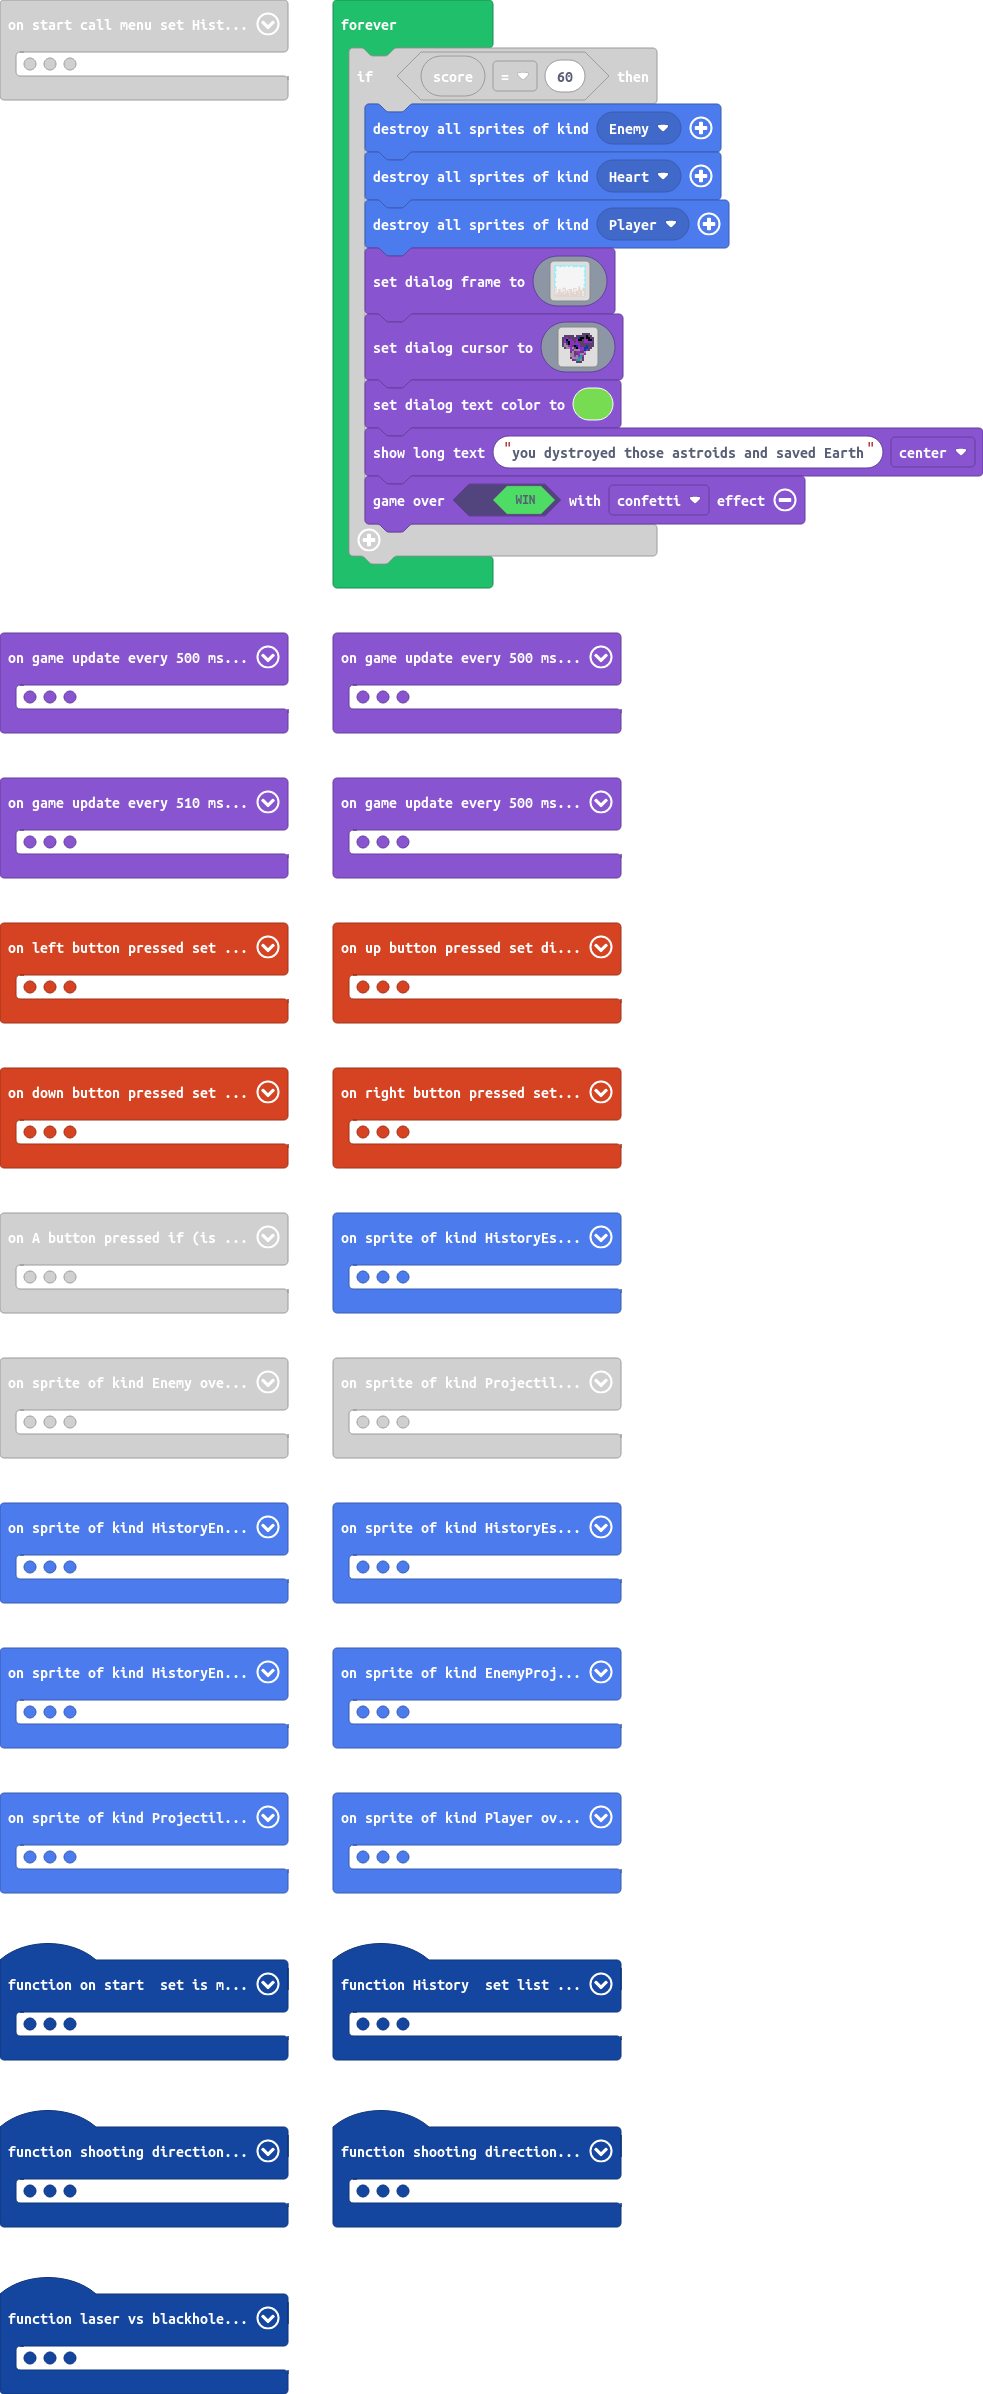 on start call menu set Hist...
forever
if score = 60 then
destroy all sprites of kind Enemy
destroy all sprites of kind Heart
destroy all sprites of kind Player
set dialog frame to
set dialog cursor to
set dialog text color to
show long text "you dystroyed those astroids and saved Earth" center
game over WIN with confetti effect
on game update every 500 ms...
on game update every 500 ms...
on game update every 510 ms...
on game update every 500 ms...
on left button pressed set ...
on up button pressed set di...
on down button pressed set ...
on right button pressed set...
on A button pressed if (is ...
on sprite of kind HistoryEs...
on sprite of kind Enemy ove...
on sprite of kind Projectil...
on sprite of kind HistoryEn...
on sprite of kind HistoryEs...
on sprite of kind HistoryEn...
on sprite of kind EnemyProj...
on sprite of kind Projectil...
on sprite of kind Player ov...
function on start  set is m...
function History  set list ...
function shooting direction...
function shooting direction...
function laser vs blackhole...